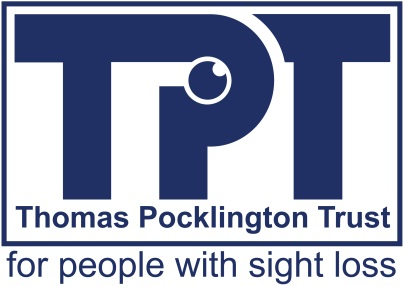 TPT
Thomas Pocklington Trust
for people with sight loss